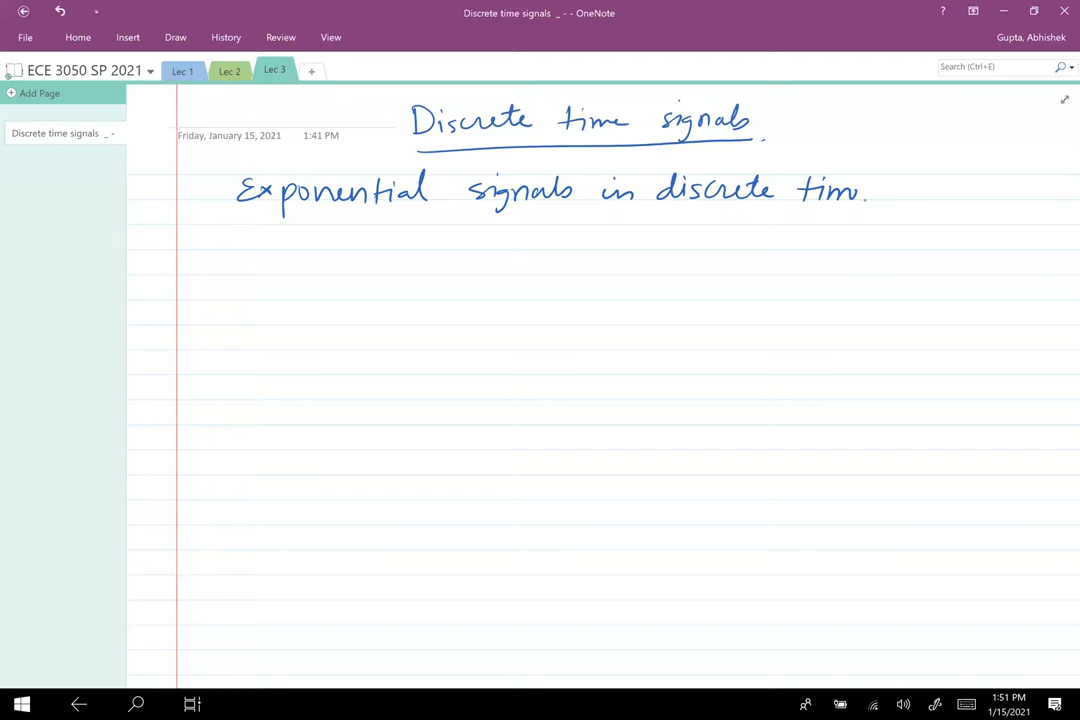 Discrete time signals _ - - OneNote
?
File Home Insert Draw History Review View
Gupta, Abhishek
ECE 3050 SP 2021
Lec 1
Lec 2
Lec 3
+
Search (Ctrl+E)
Add Page
Discrete time signals _ -
Friday, January 15, 2021 1:41 PM
Discrete time signals
Exponential signals in discrete tim
1:51 PM
1/15/2021